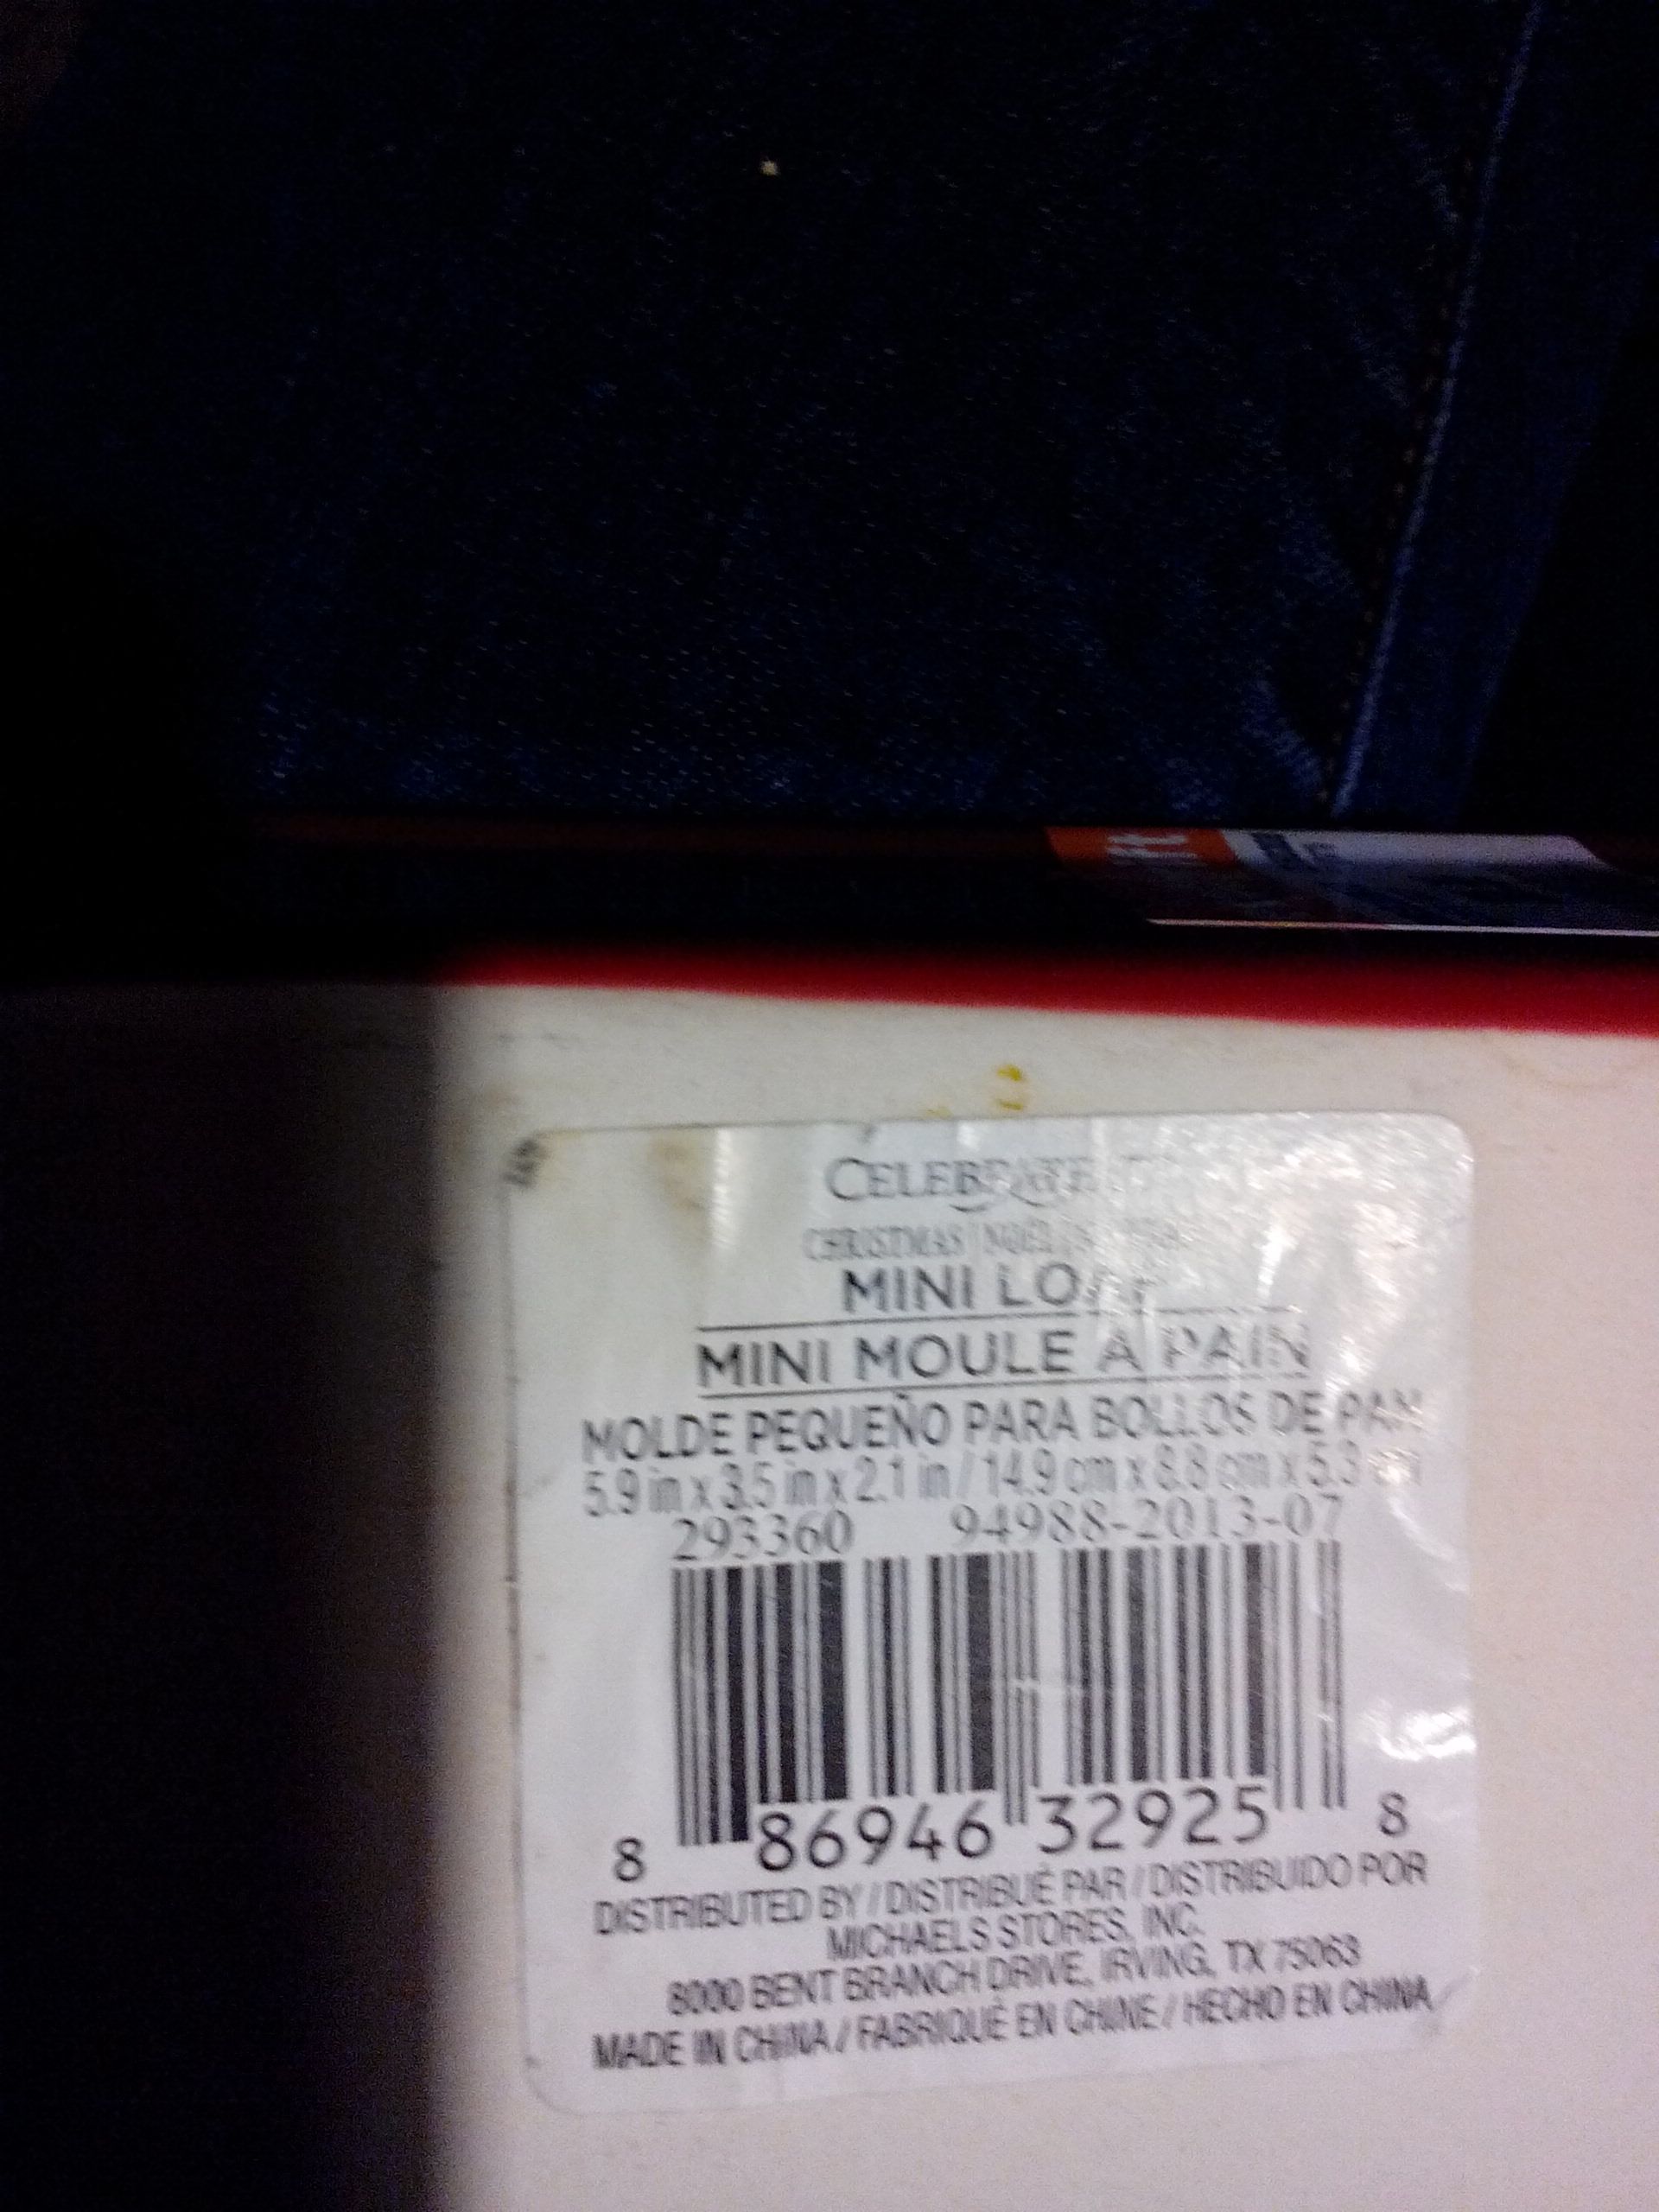 CELEBRATE IT
CHRISTMAS NOËL
MINI LOAF
MINI MOULE A PAIN
MOLDE PEQUEÑO PARA BOLLOS DE PAN
5.9 in x 3.5 in x 2.1 in / 14.9 cm x 8.8 cm x 5.3 cm
293360 94988-2013-07
8 86946 32925 8
DISTRIBUTED BY / DISTRIBUÉ PAR / DISTRIBUIDO POR
MICHAELS STORES, INC.
8000 BENT BRANCH DRIVE, IRVING, TX 75063
MADE IN CHINA / FABRIQUÉ EN CHINE / HECHO EN CHINA